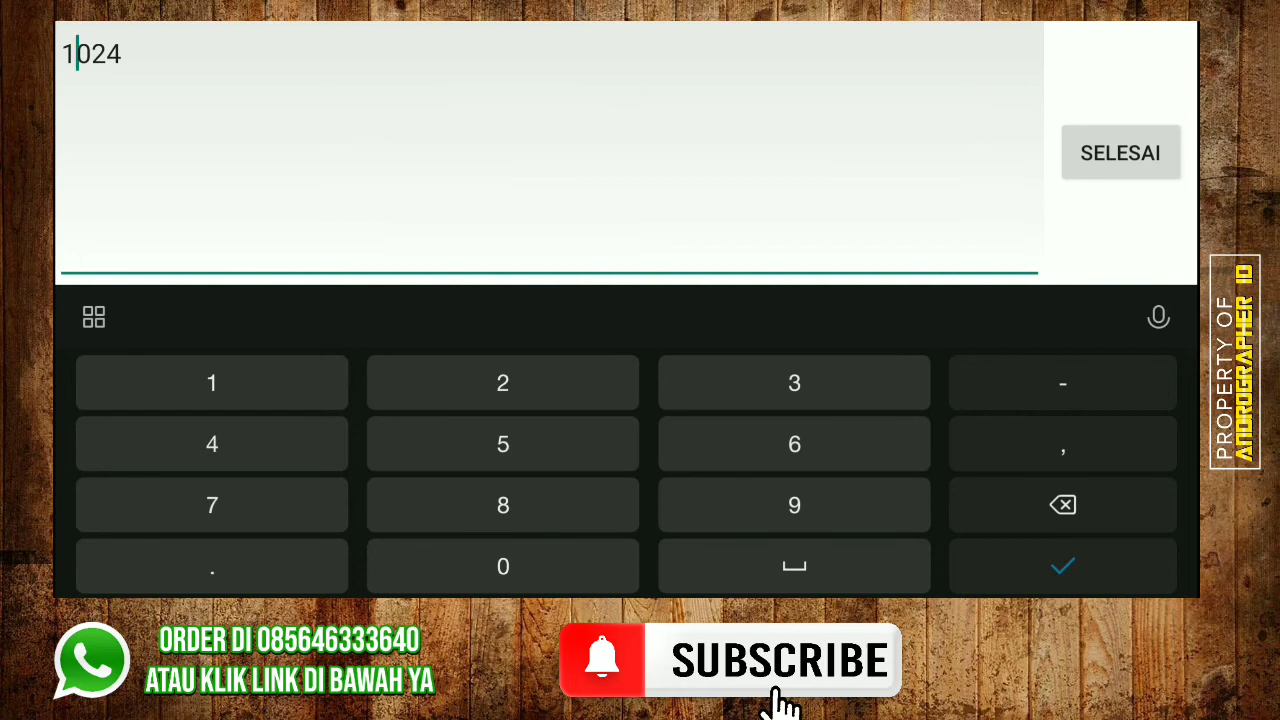 1024
SELESAI
1
2
3
-
4
5
6
,
7
8
9
.
0
ORDER DI 085646333640
ATAU KLIK LINK DI BAWAH YA
SUBSCRIBE
PROPERTY OF
ANDROGRAPHER ID